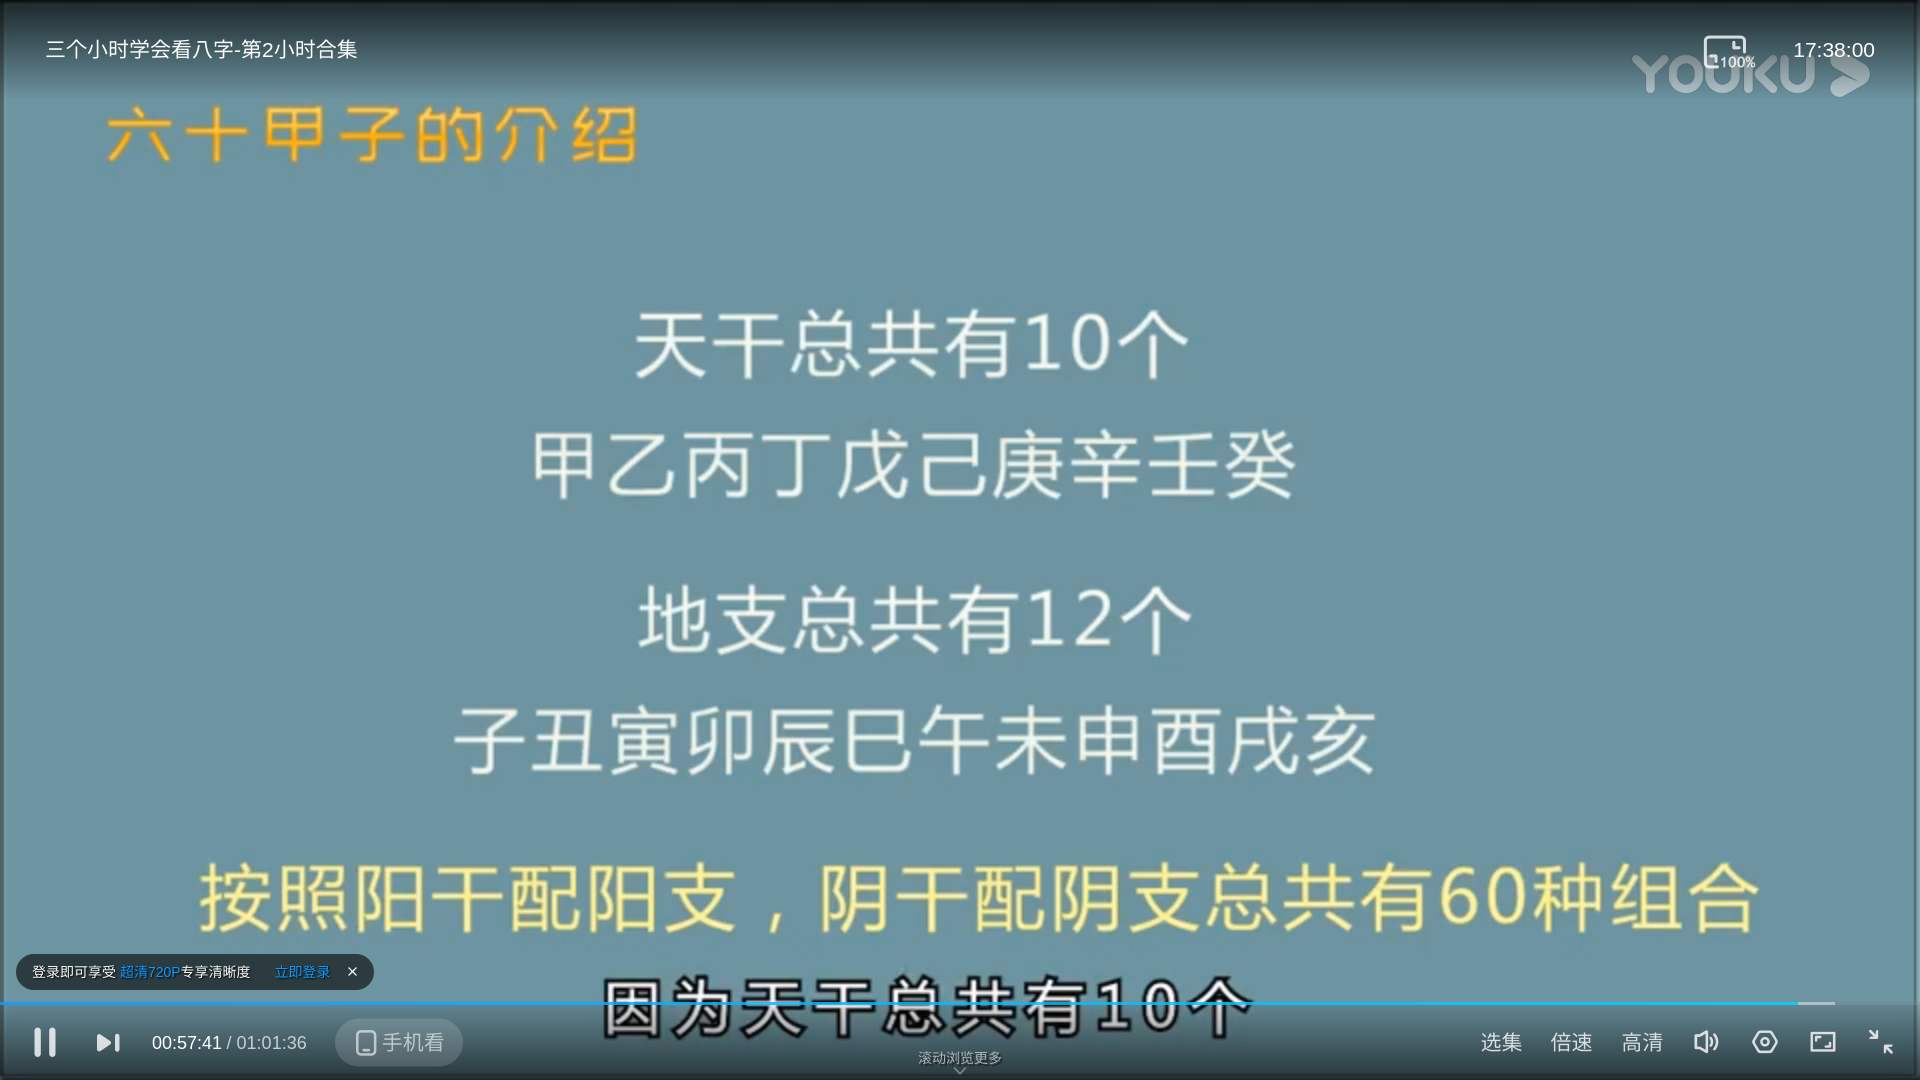 三个小时学会看八字-第2小时合集
100%
17:38:00
YOUKU
六十甲子的介绍
天干总共有10个
甲乙丙丁戊己庚辛壬癸
地支总共有12个
子丑寅卯辰巳午未申酉戌亥
按照阳干配阳支，阴干配阴支总共有60种组合
登录即可享受 超清720P专享清晰度 立即登录 ×
因为天干总共有10个
00:57:41 / 01:01:36 手机看 选集 倍速 高清
滚动浏览更多